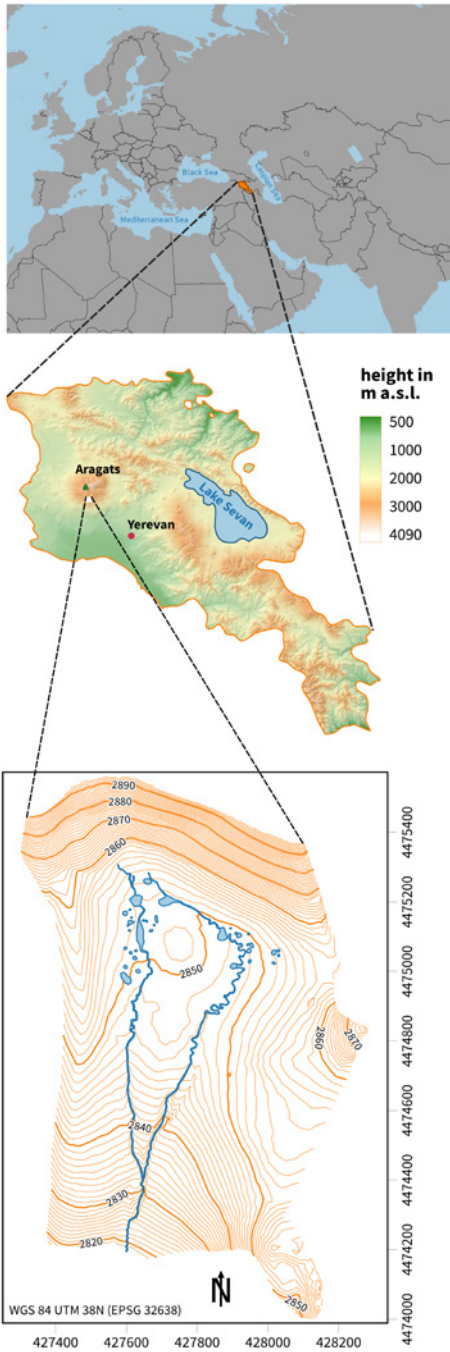 Black Sea
Caspian Sea
Mediterranean Sea
height in
m a.s.l.
500
1000
2000
3000
4090
Aragats
Lake Sevan
Yerevan
2890
2880
2870
2860
2850
2860
2870
2840
2830
2820
2850
4475400
4475200
4475000
4474800
4474600
4474400
4474200
4474000
N
WGS 84 UTM 38N (EPSG 32638)
427400
427600
427800
428000
428200